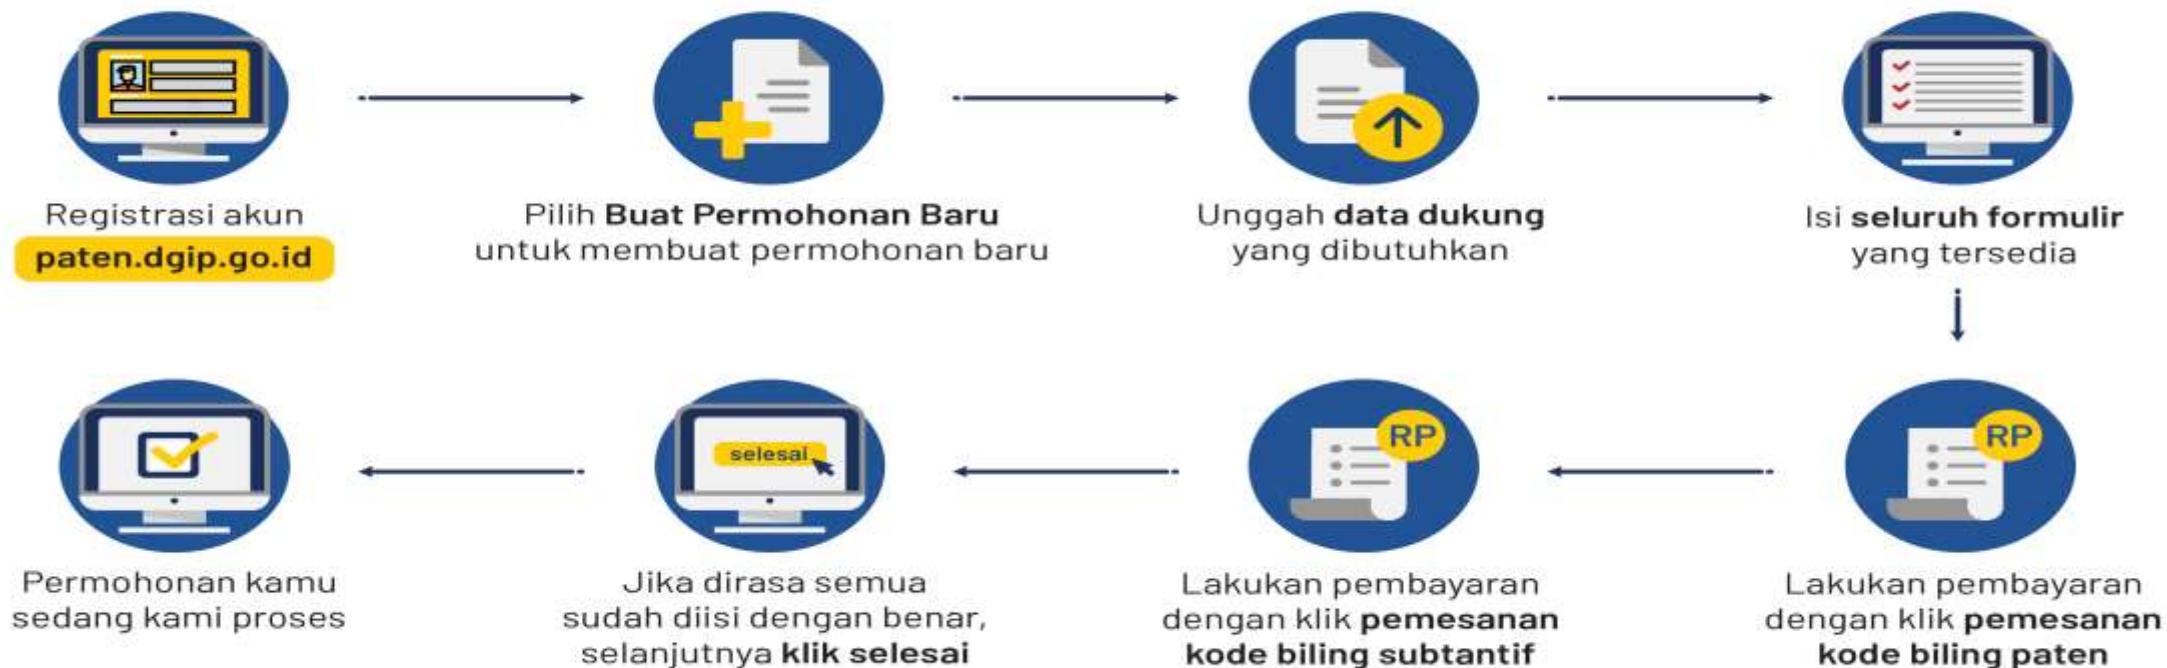 Registrasi akun
paten.dgip.go.id
Pilih Buat Permohonan Baru
untuk membuat permohonan baru
Unggah data dukung
yang dibutuhkan
Isi seluruh formulir
yang tersedia
RP
Lakukan pembayaran
dengan klik pemesanan
kode biling paten
RP
Lakukan pembayaran
dengan klik pemesanan
kode biling subtantif
selesai
Jika dirasa semua
sudah diisi dengan benar,
selanjutnya klik selesai
Permohonan kamu
sedang kami proses